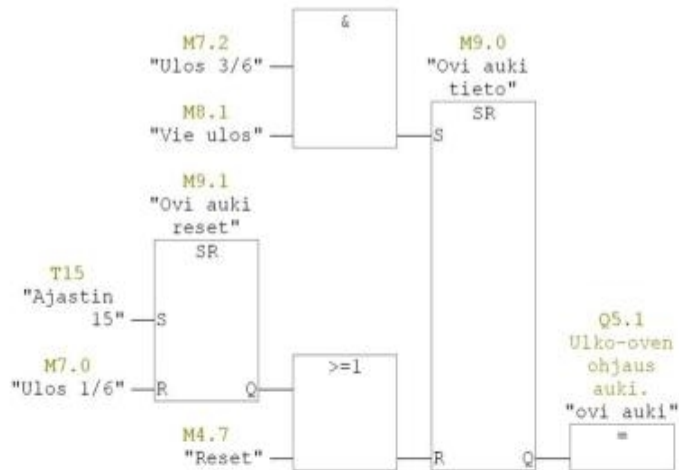 &
M7.2
"Ulos 3/6"
M8.1
"Vie ulos"
M9.0
"Ovi auki
tieto"
SR
S
M9.1
"Ovi auki
reset"
SR
T15
"Ajastin
15"
S
M7.0
"Ulos 1/6"
R
Q
>=1
M4.7
"Reset"
R
Q
Q5.1
Ulko-oven
ohjaus
auki.
"ovi auki"
=